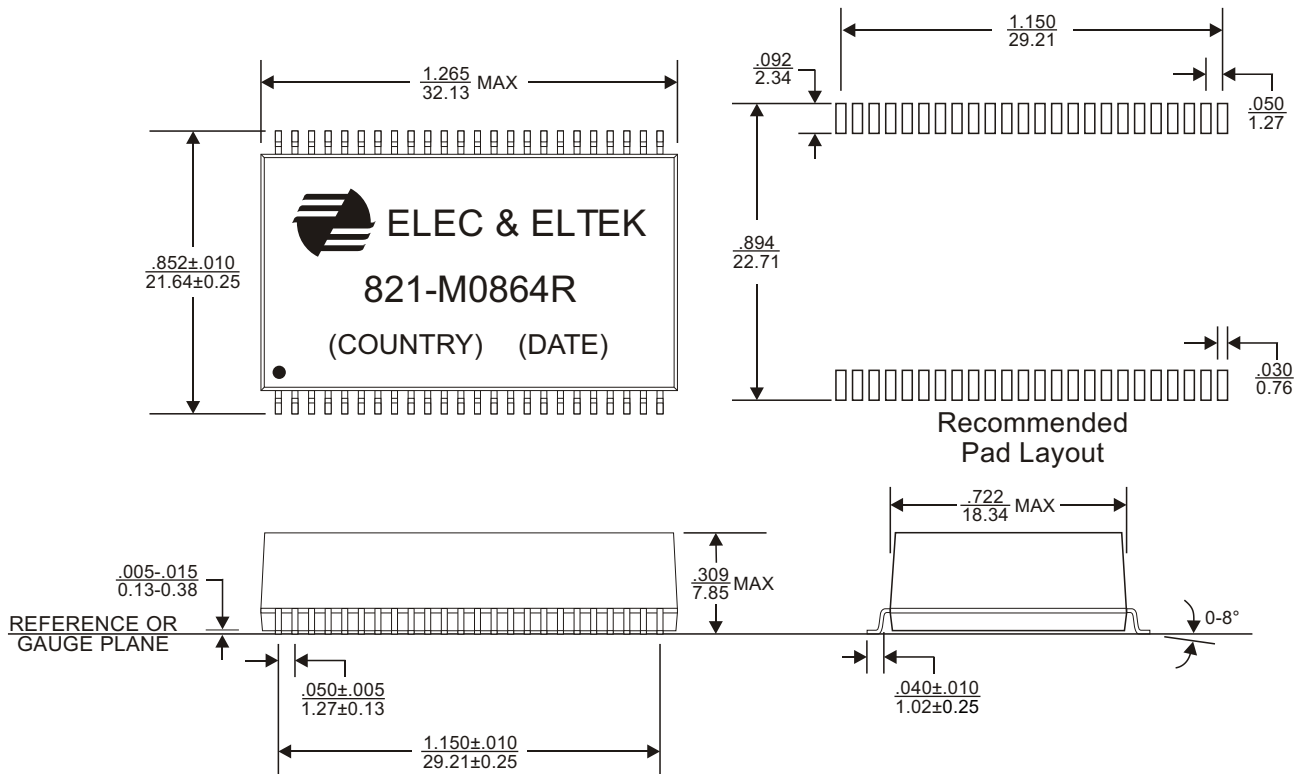 1.265
32.13
MAX
.852±.010
21.64±0.25
ELEC & ELTEK
821-M0864R
(COUNTRY) (DATE)
1.150
29.21
.092
2.34
.050
1.27
.894
22.71
.030
0.76
Recommended
Pad Layout
.005-.015
0.13-0.38
REFERENCE OR
GAUGE PLANE
.309
7.85
MAX
.050±.005
1.27±0.13
1.150±.010
29.21±0.25
.722
18.34
MAX
0-8°
.040±.010
1.02±0.25